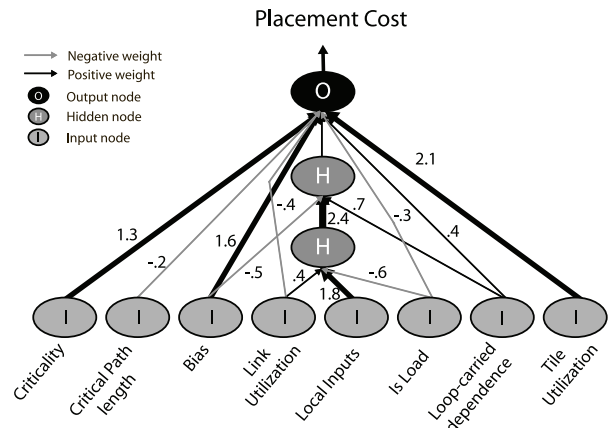 Placement Cost
Negative weight
Positive weight
O
Output node
H
Hidden node
I
Input node
O
2.1
H
1.3
-.2
1.6
-.4
.7
-.3
.4
2.4
H
-.5
.4
1.8
-.6
I
I
I
I
I
I
I
I
Criticality
Critical Path
length
Bias
Link
Utilization
Local Inputs
Is Load
Loop-carried
dependence
Tile
Utilization